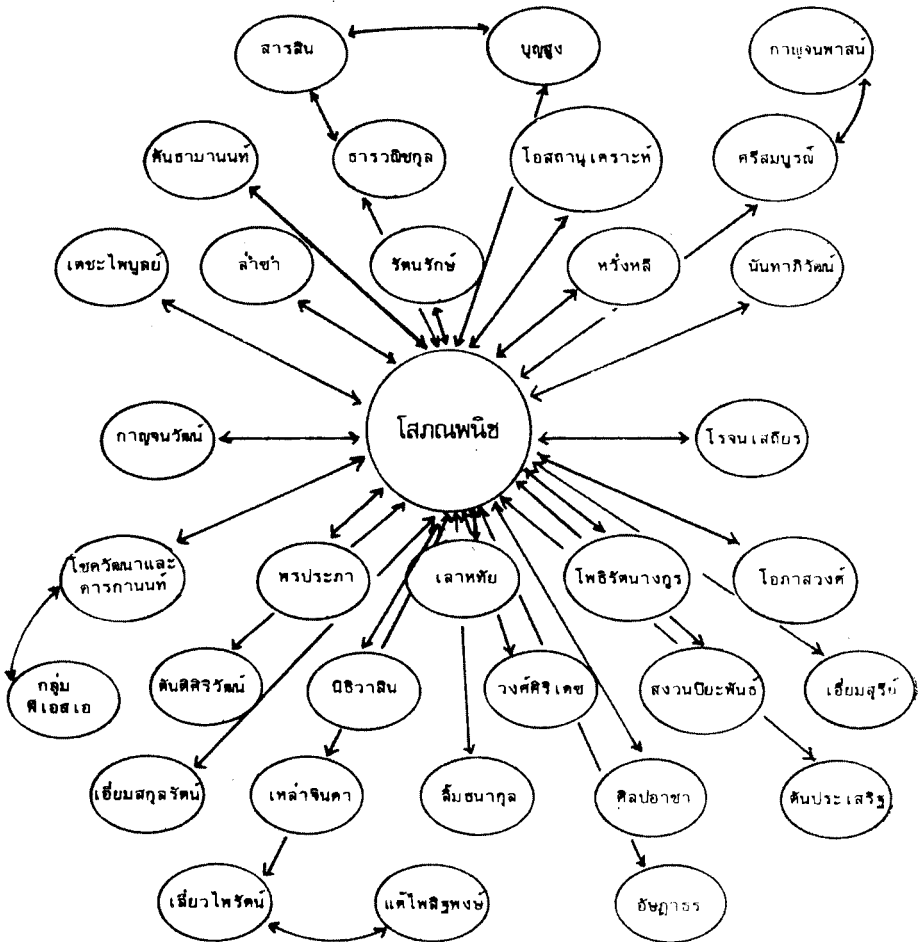 สารสิน
บุญสูง
กาญจนพาสน์
คันธามานนท์
ธารวณิชกุล
โอสถานุเคราะห์
ศรีสมบูรณ์
เตชะไพบูลย์
ล่ำซำ
รัตนรักษ์
หวั่งหลี
นันทาภิวัฒน์
กาญจนวัฒน์
โสภณพนิช
โรจนเสถียร
โชควัฒนาและ
ดารกานนท์
พรประภา
เลาหทัย
โพธิรัตนางกูร
โอภาสวงศ์
กลุ่ม
พีเอสเอ
ตันติศิริวัฒน์
นิธิวาสิน
วงศ์ศิริเดช
สงวนปิยะพันธ์
เอี่ยมสุรีย์
เอี่ยมสกุลรัตน์
เหล่าจินดา
ลิ้มธนากุล
ศิลปอาชา
ตันประเสริฐ
เลี่ยวไพรัตน์
แต้ไพสิฐพงษ์
อัษฎาธร